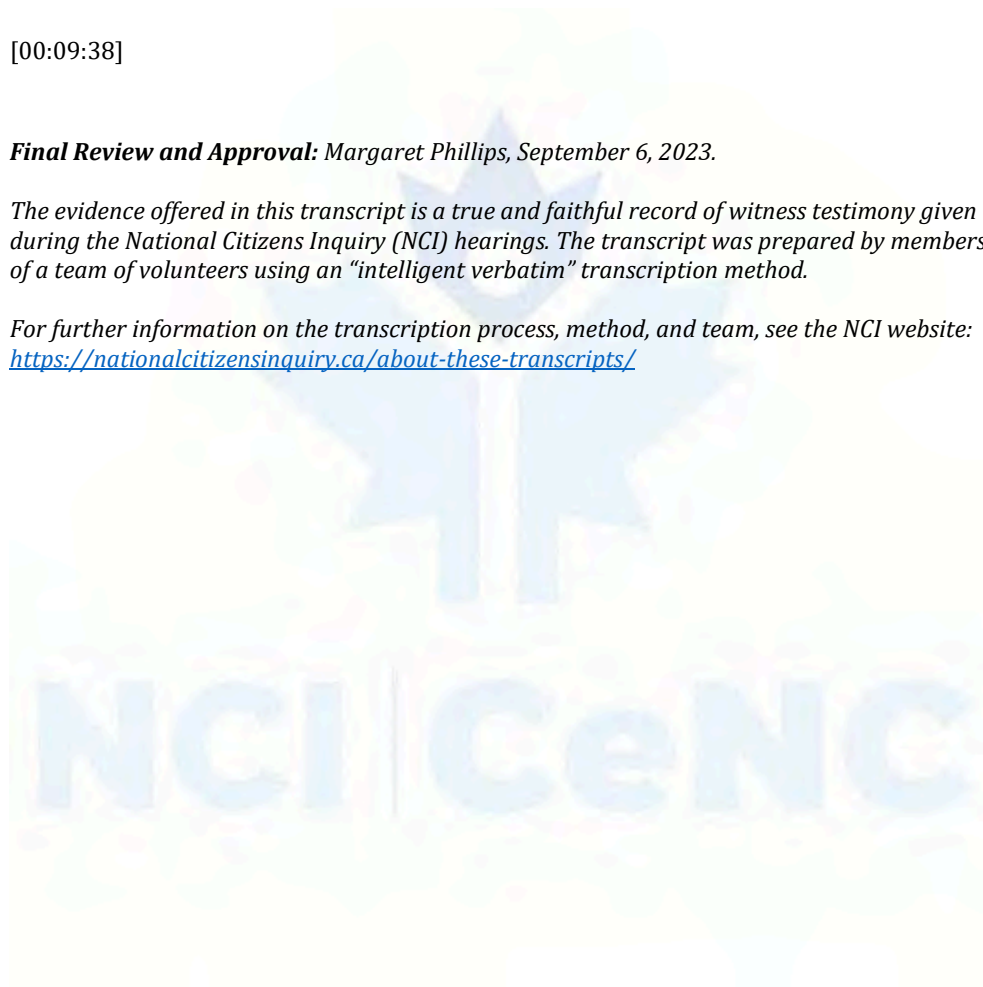 [00:09:38]
Final Review and Approval: Margaret Phillips, September 6, 2023.
The evidence offered in this transcript is a true and faithful record of witness testimony given
during the National Citizens Inquiry (NCI) hearings. The transcript was prepared by members
of a team of volunteers using an “intelligent verbatim” transcription method.
For further information on the transcription process, method, and team, see the NCI website:
https://nationalcitizensinquiry.ca/about-these-transcripts/
NCI | CeNC